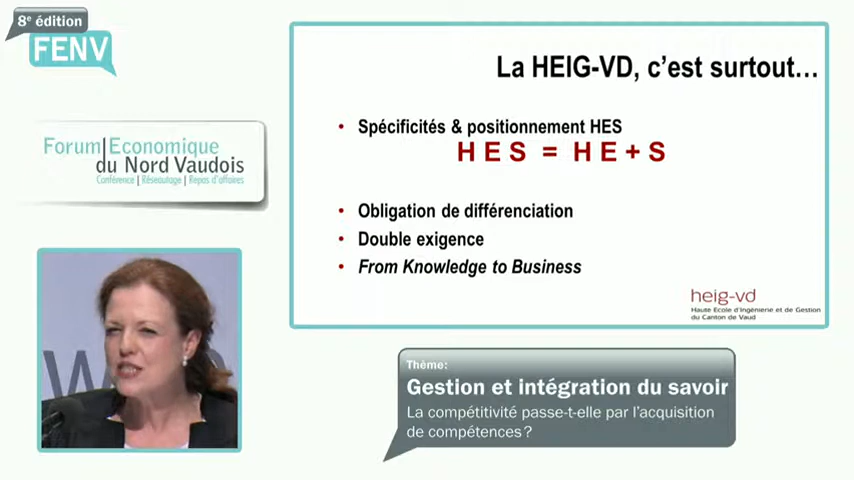 8e édition
FENV
Forum|Economique
du Nord Vaudois
Conférence | Réseautage | Repas d'affaires
La HEIG-VD, c'est surtout...
• Spécificités & positionnement HES
H E S = H E + S
• Obligation de différenciation
• Double exigence
• From Knowledge to Business
heig-vd
Haute Ecole d'Ingénierie et de Gestion
du Canton de Vaud
Thème:
Gestion et intégration du savoir
La compétitivité passe-t-elle par l'acquisition
de compétences ?